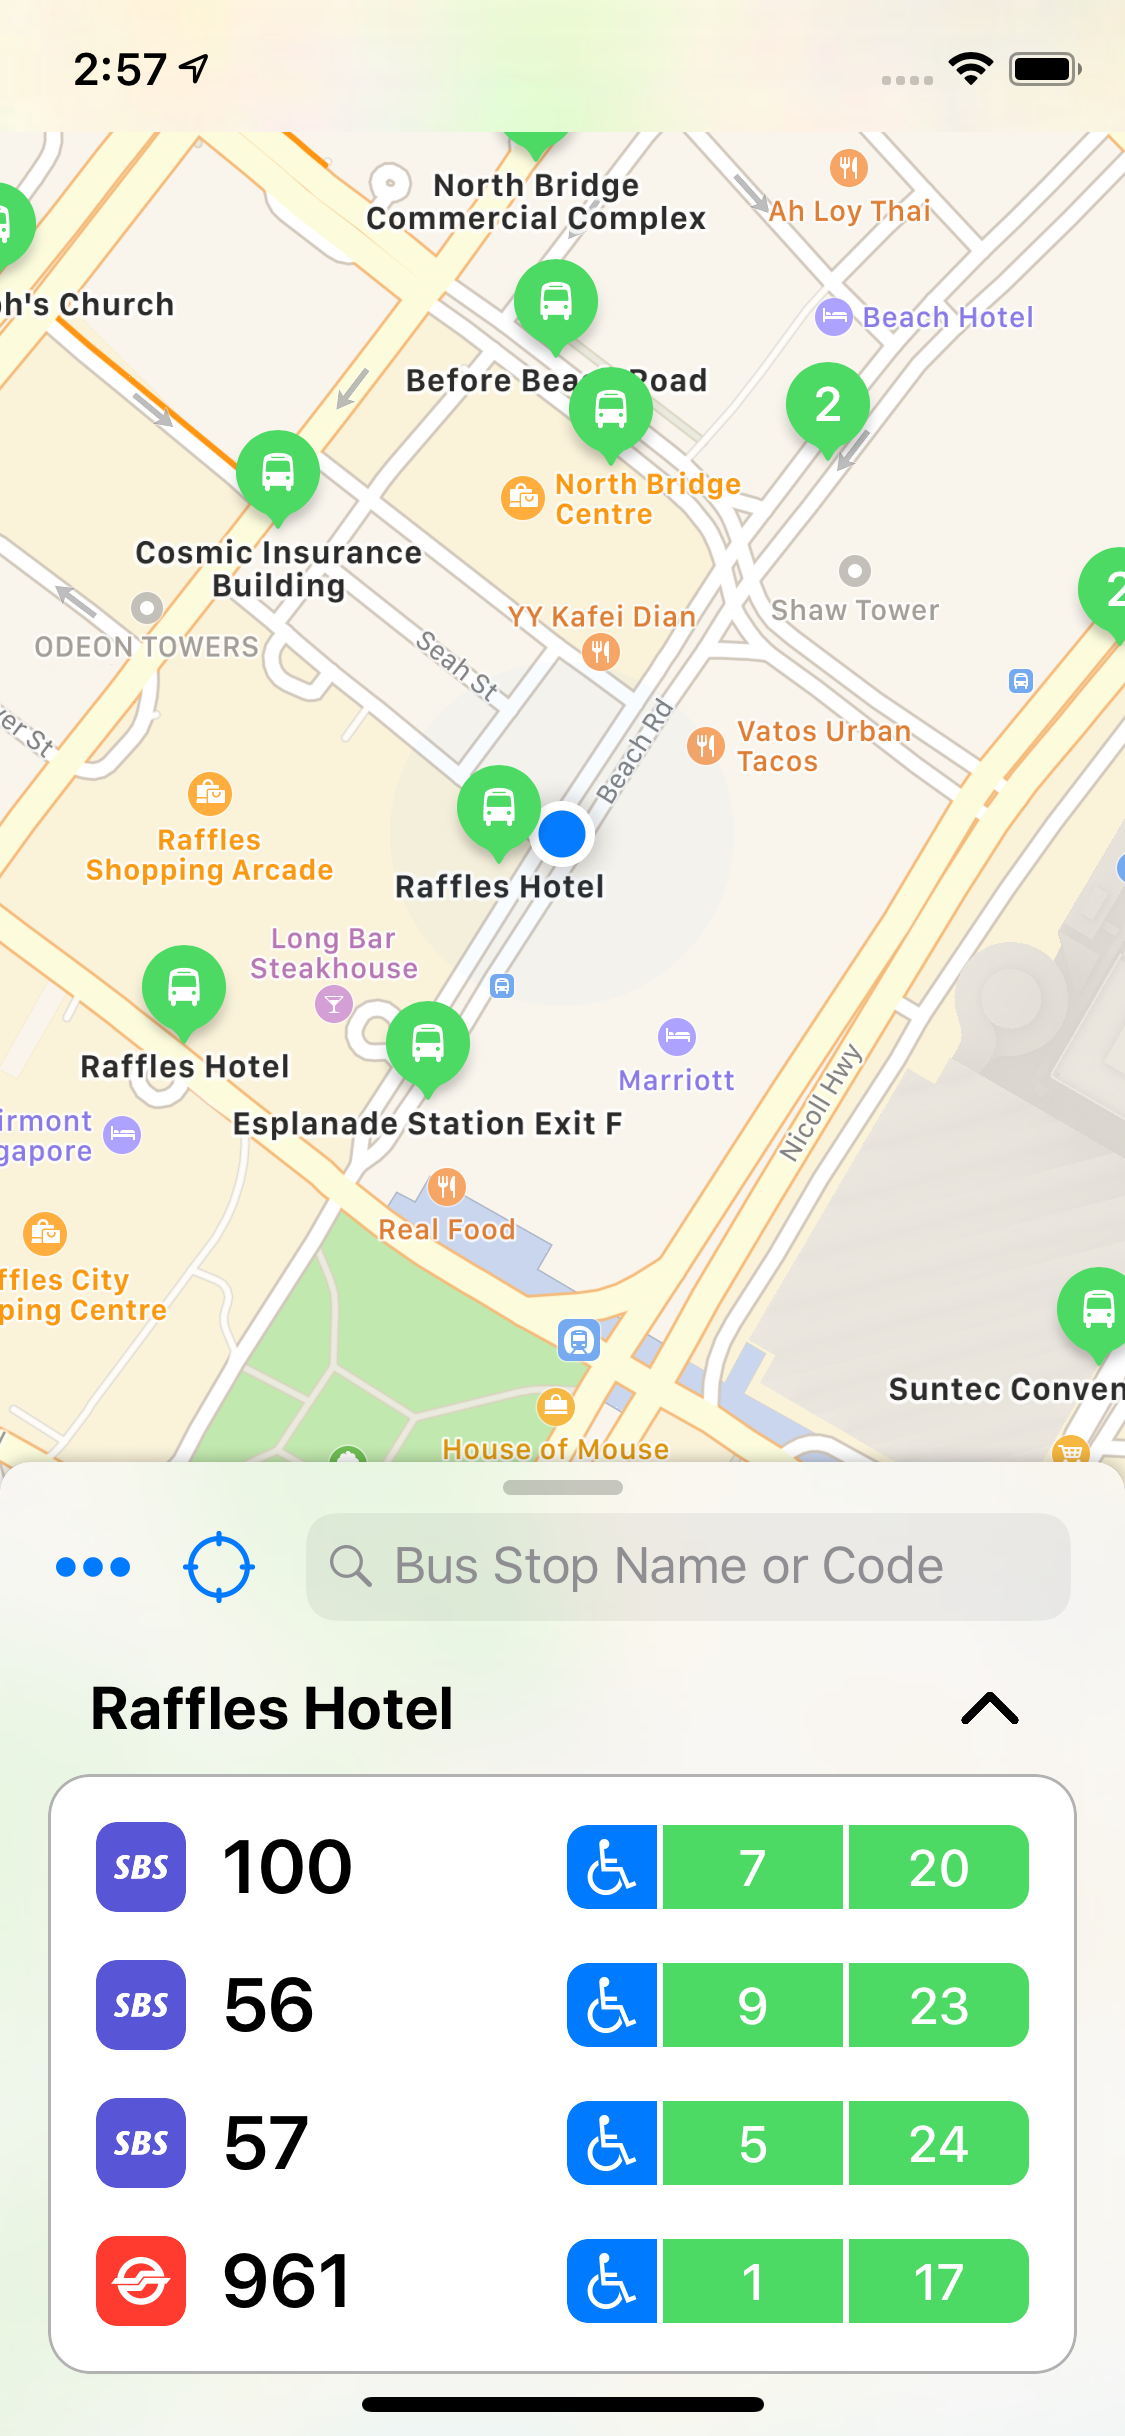 2:57
North Bridge
Commercial Complex
Ah Loy Thai
h's Church
Beach Hotel
Before Road
2
North Bridge
Centre
Cosmic Insurance
Building
2
Shaw Tower
YY Kafei Dian
ODEON TOWERS
Seah St
er St
Beach Rd
Vatos Urban
Tacos
Raffles
Shopping Arcade
Raffles Hotel
Long Bar
Steakhouse
Raffles Hotel
Marriott
Esplanade Station Exit F
Nicoll Hwy
irmont
gapore
Real Food
ffles City
ping Centre
Suntec Conven
House of Mouse
Bus Stop Name or Code
Raffles Hotel
SBS 100 7 20
SBS 56 9 23
SBS 57 5 24
961 1 17